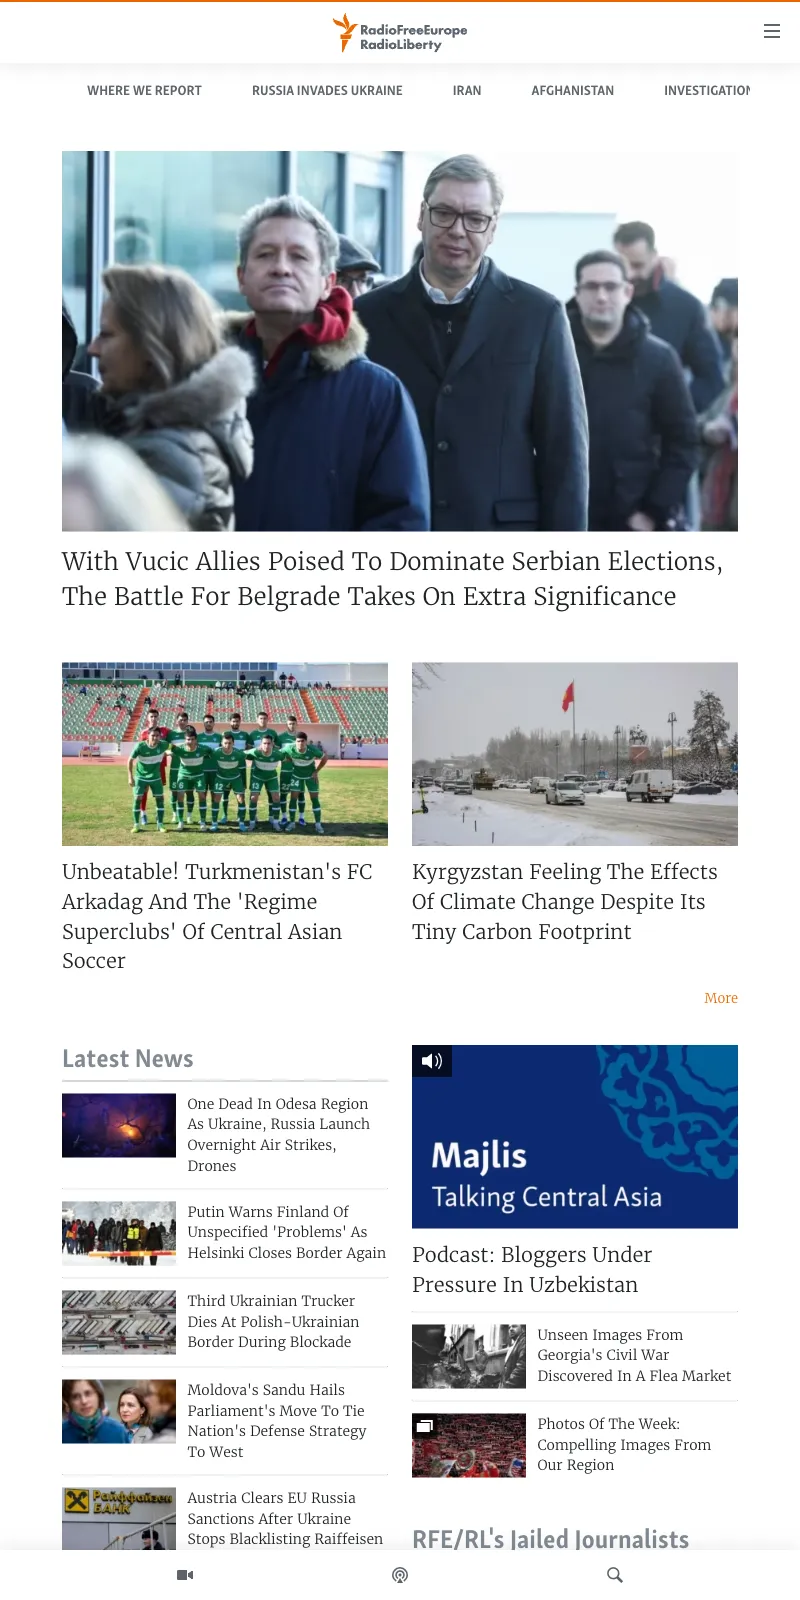 RadioFreeEurope
RadioLiberty
WHERE WE REPORT
RUSSIA INVADES UKRAINE
IRAN
AFGHANISTAN
INVESTIGATION
With Vucic Allies Poised To Dominate Serbian Elections,
The Battle For Belgrade Takes On Extra Significance
Unbeatable! Turkmenistan's FC
Arkadag And The 'Regime
Superclubs' Of Central Asian
Soccer
Kyrgyzstan Feeling The Effects
Of Climate Change Despite Its
Tiny Carbon Footprint
More
Latest News
One Dead In Odesa Region
As Ukraine, Russia Launch
Overnight Air Strikes,
Drones
Putin Warns Finland Of
Unspecified 'Problems' As
Helsinki Closes Border Again
Third Ukrainian Trucker
Dies At Polish-Ukrainian
Border During Blockade
Moldova's Sandu Hails
Parliament's Move To Tie
Nation's Defense Strategy
To West
Райффайзен
БАНК
Austria Clears EU Russia
Sanctions After Ukraine
Stops Blacklisting Raiffeisen
Majlis
Talking Central Asia
Podcast: Bloggers Under
Pressure In Uzbekistan
Unseen Images From
Georgia's Civil War
Discovered In A Flea Market
Photos Of The Week:
Compelling Images From
Our Region
RFE/RL's Jailed Journalists